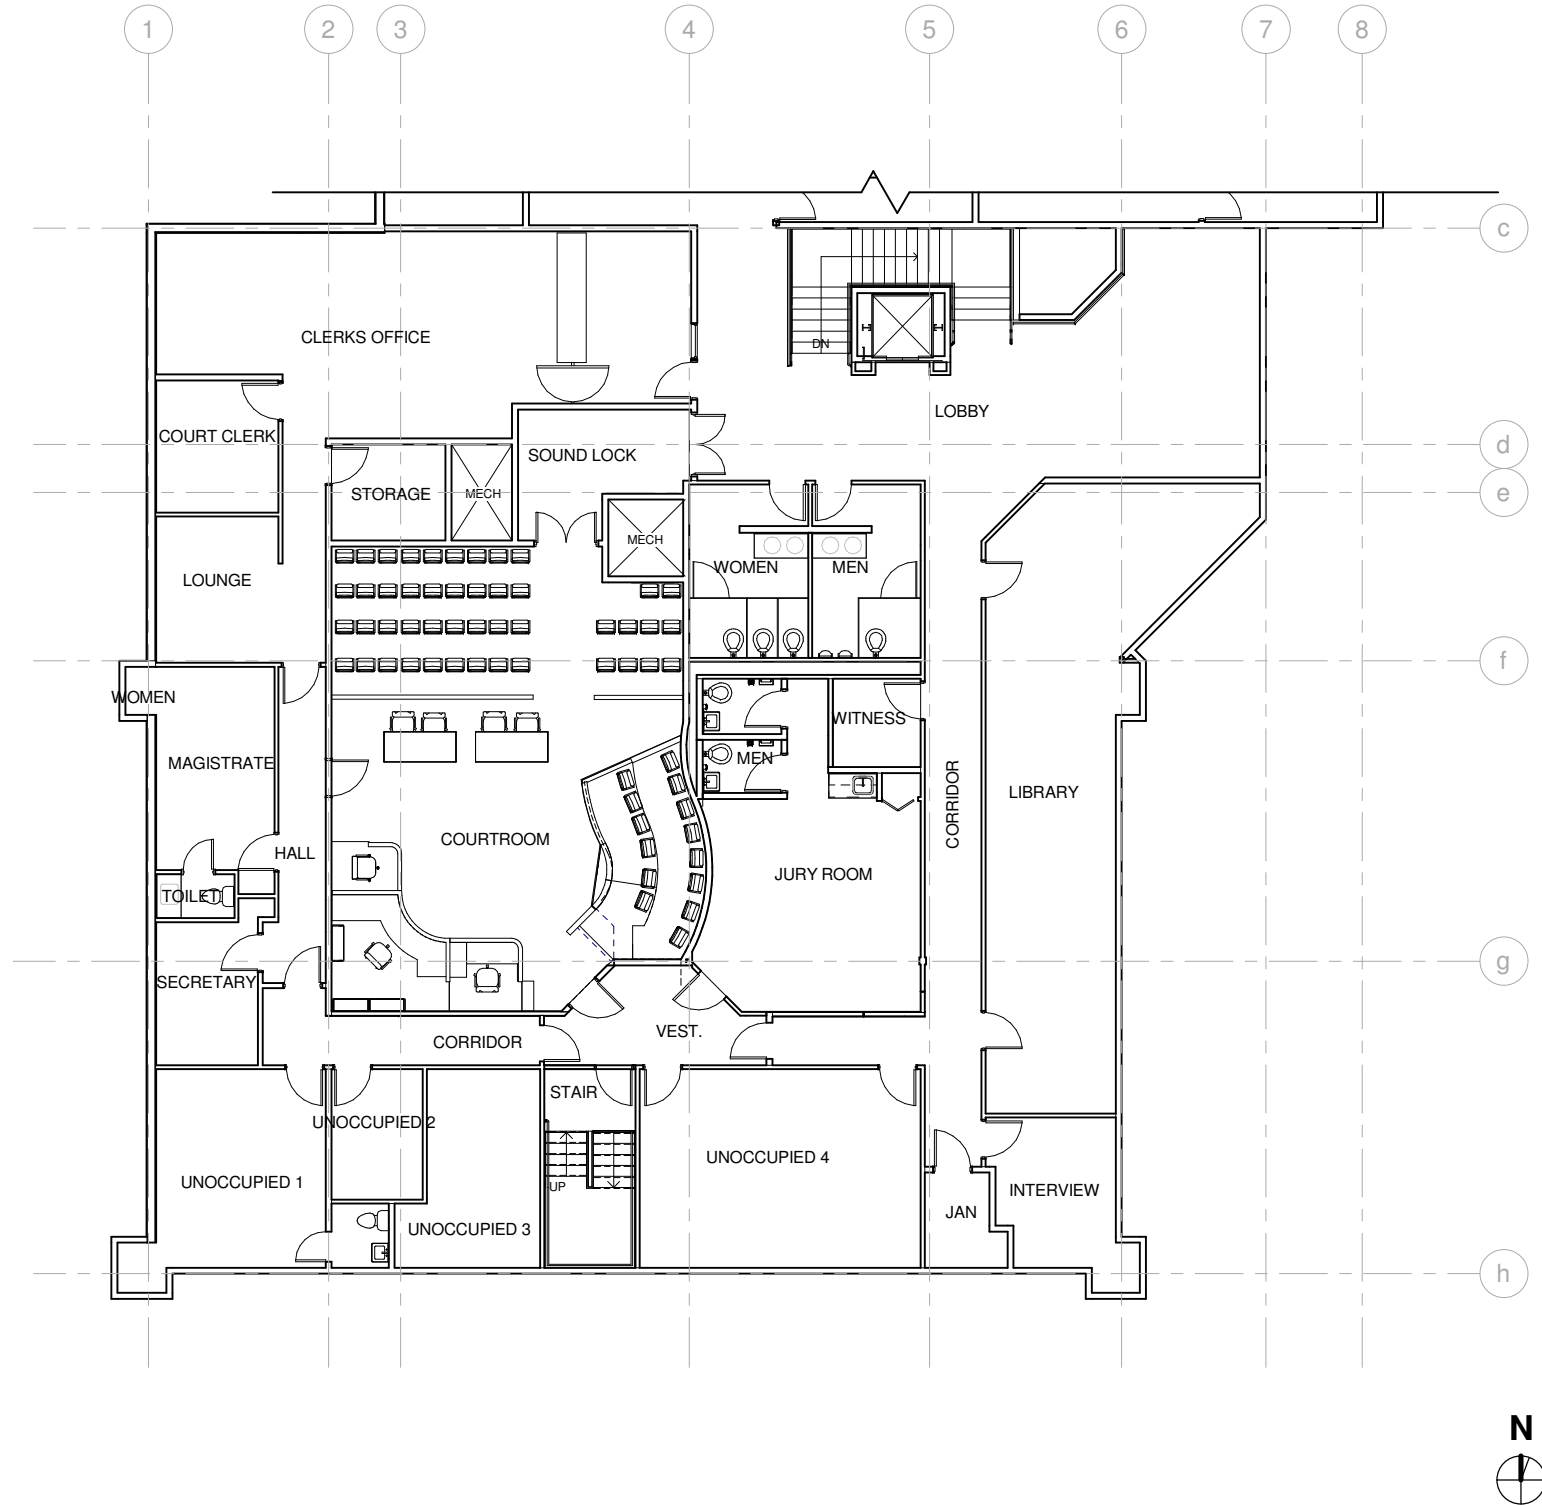 1 2 3 4 5 6 7 8
c
CLERKS OFFICE
DN
LOBBY
COURT CLERK
d
SOUND LOCK
STORAGE
MECH
e
MECH
WOMEN
MEN
LOUNGE
f
WOMEN
WITNESS
MEN
MAGISTRATE
LIBRARY
CORRIDOR
COURTROOM
HALL
JURY ROOM
TOILET
g
SECRETARY
VEST.
CORRIDOR
STAIR
UNOCCUPIED 2
UNOCCUPIED 4
UNOCCUPIED 1
UP
INTERVIEW
JAN
UNOCCUPIED 3
h
N